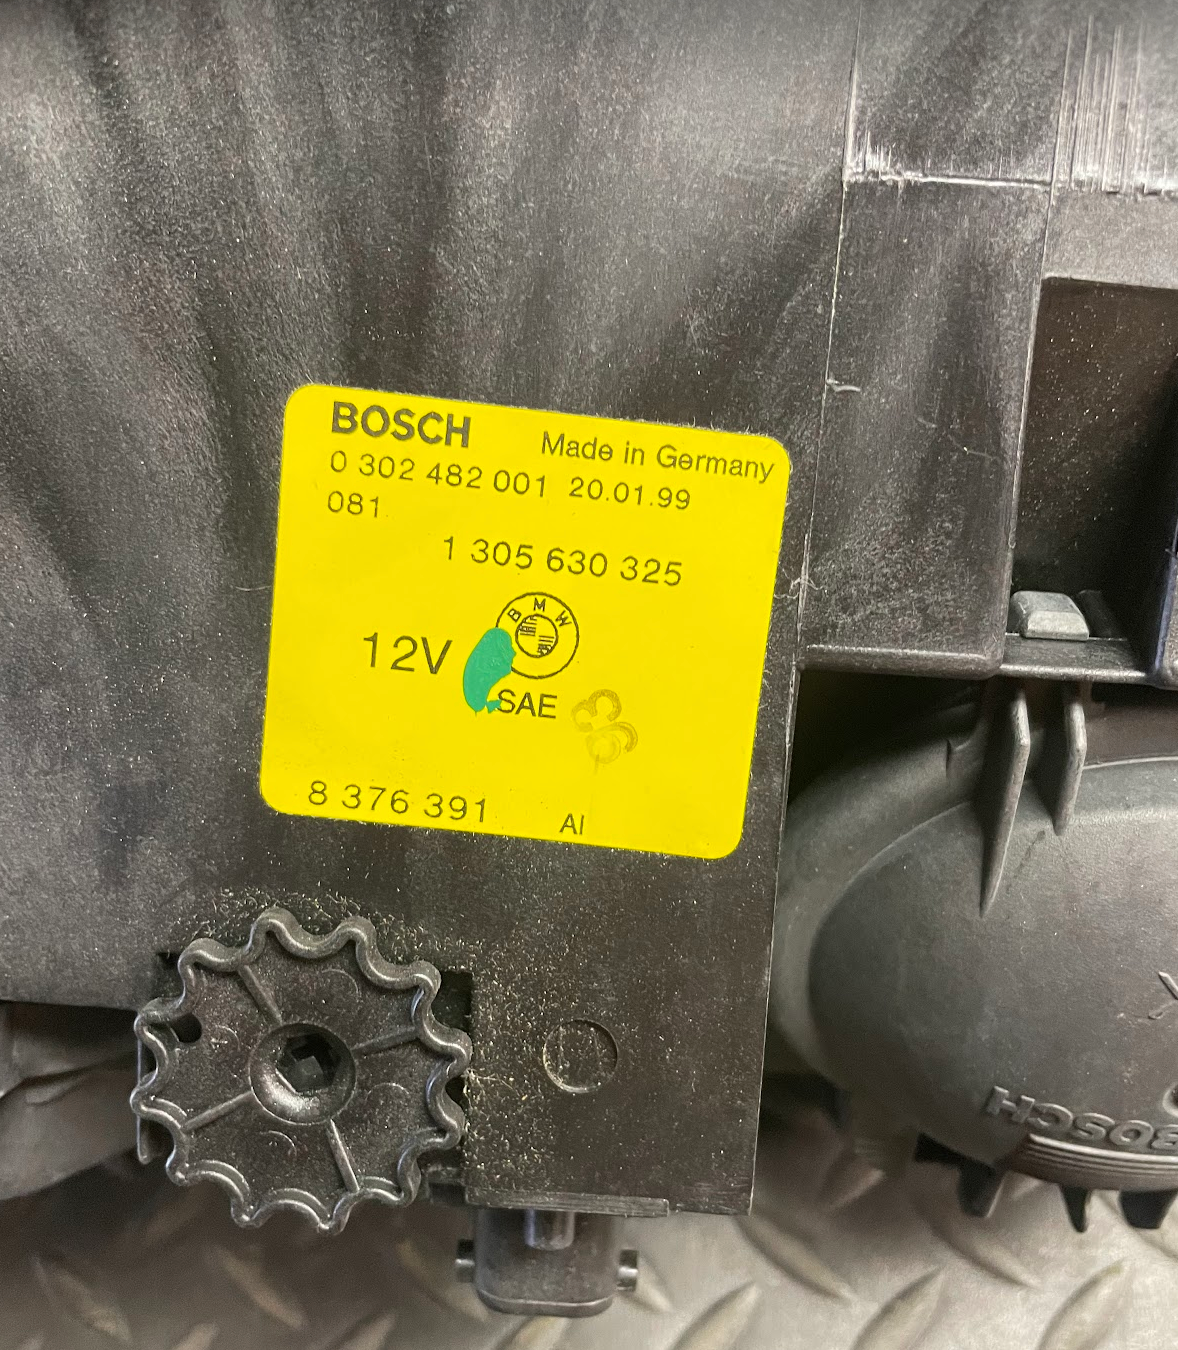 BOSCH
Made in Germany
0 302 482 001 20.01.99
081
1 305 630 325
BMW
12V
SAE
36
8 376 391 AI
BOSCH